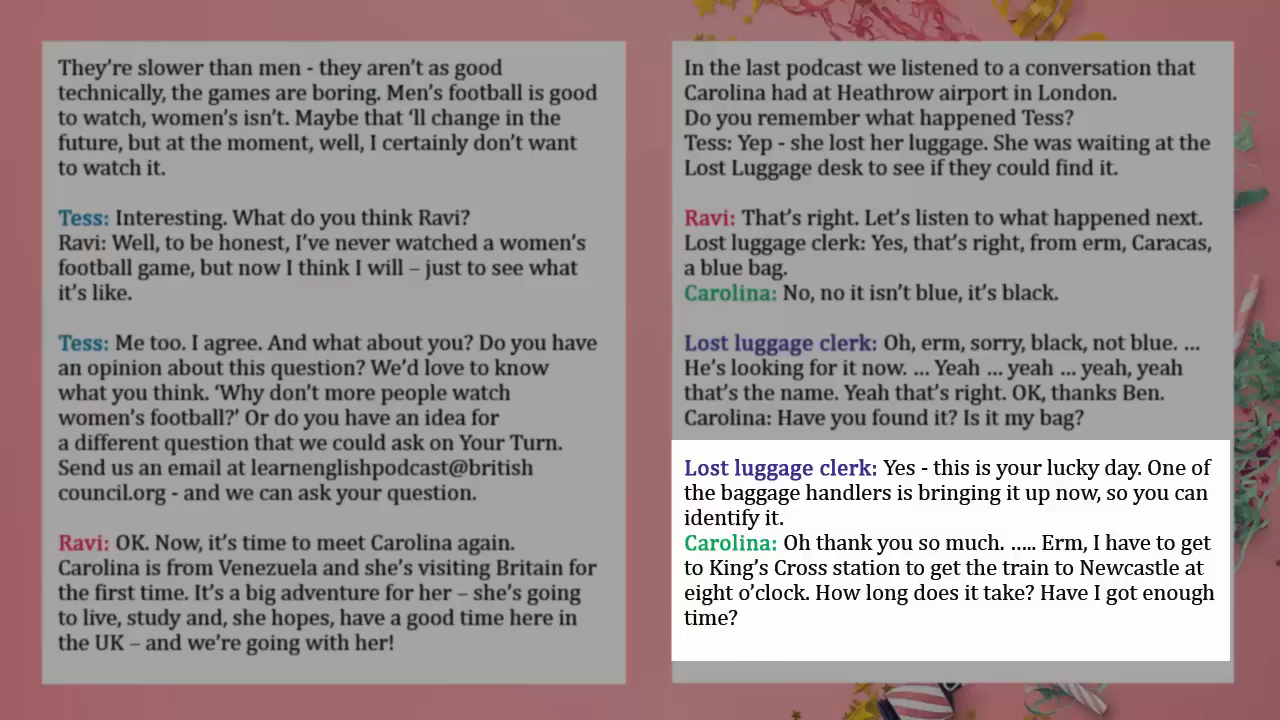 They're slower than men - they aren't as good
technically, the games are boring. Men's football is good
to watch, women's isn't. Maybe that 'll change in the
future, but at the moment, well, I certainly don't want
to watch it.
Tess: Interesting. What do you think Ravi?
Ravi: Well, to be honest, I've never watched a women's
football game, but now I think I will – just to see what
it's like.
Tess: Me too. I agree. And what about you? Do you have
an opinion about this question? We'd love to know
what you think. 'Why don't more people watch
women's football?' Or do you have an idea for
a different question that we could ask on Your Turn.
Send us an email at learnenglishpodcast@british
council.org - and we can ask your question.
Ravi: OK. Now, it's time to meet Carolina again.
Carolina is from Venezuela and she's visiting Britain for
the first time. It's a big adventure for her – she's going
to live, study and, she hopes, have a good time here in
the UK – and we're going with her!
In the last podcast we listened to a conversation that
Carolina had at Heathrow airport in London.
Do you remember what happened Tess?
Tess: Yep - she lost her luggage. She was waiting at the
Lost Luggage desk to see if they could find it.
Ravi: That's right. Let's listen to what happened next.
Lost luggage clerk: Yes, that's right, from erm, Caracas,
a blue bag.
Carolina: No, no it isn't blue, it's black.
Lost luggage clerk: Oh, erm, sorry, black, not blue. ...
He's looking for it now. ... Yeah ... yeah ... yeah, yeah
that's the name. Yeah that's right. OK, thanks Ben.
Carolina: Have you found it? Is it my bag?
Lost luggage clerk: Yes - this is your lucky day. One of
the baggage handlers is bringing it up now, so you can
identify it.
Carolina: Oh thank you so much. ..... Erm, I have to get
to King's Cross station to get the train to Newcastle at
eight o'clock. How long does it take? Have I got enough
time?